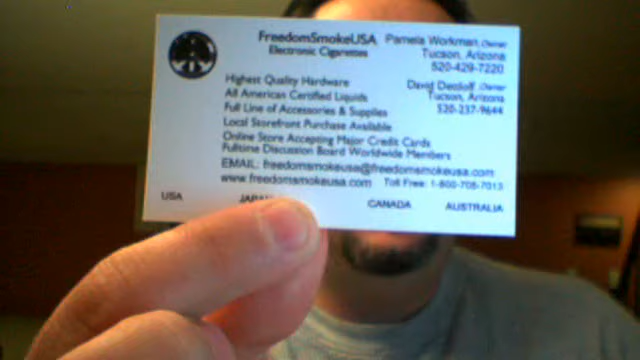 FreedomSmokeUSA
Electronic Cigarettes
Pamela Workman, Owner
Tucson, Arizona
520-429-7220
Highest Quality Hardware
All American Certified Liquids
Full Line of Accessories & Supplies
Local Storefront Purchase Available
Online Store Accepting Major Credit Cards
Fulltime Discussion Board Worldwide Members
David, Owner
Tucson, Arizona
520-237-9644
EMAIL: freedomsmokeusa@freedomsmokeusa.com
www.freedomsmokeusa.com Toll Free: 1-800-708-7013
USA CANADA AUSTRALIA